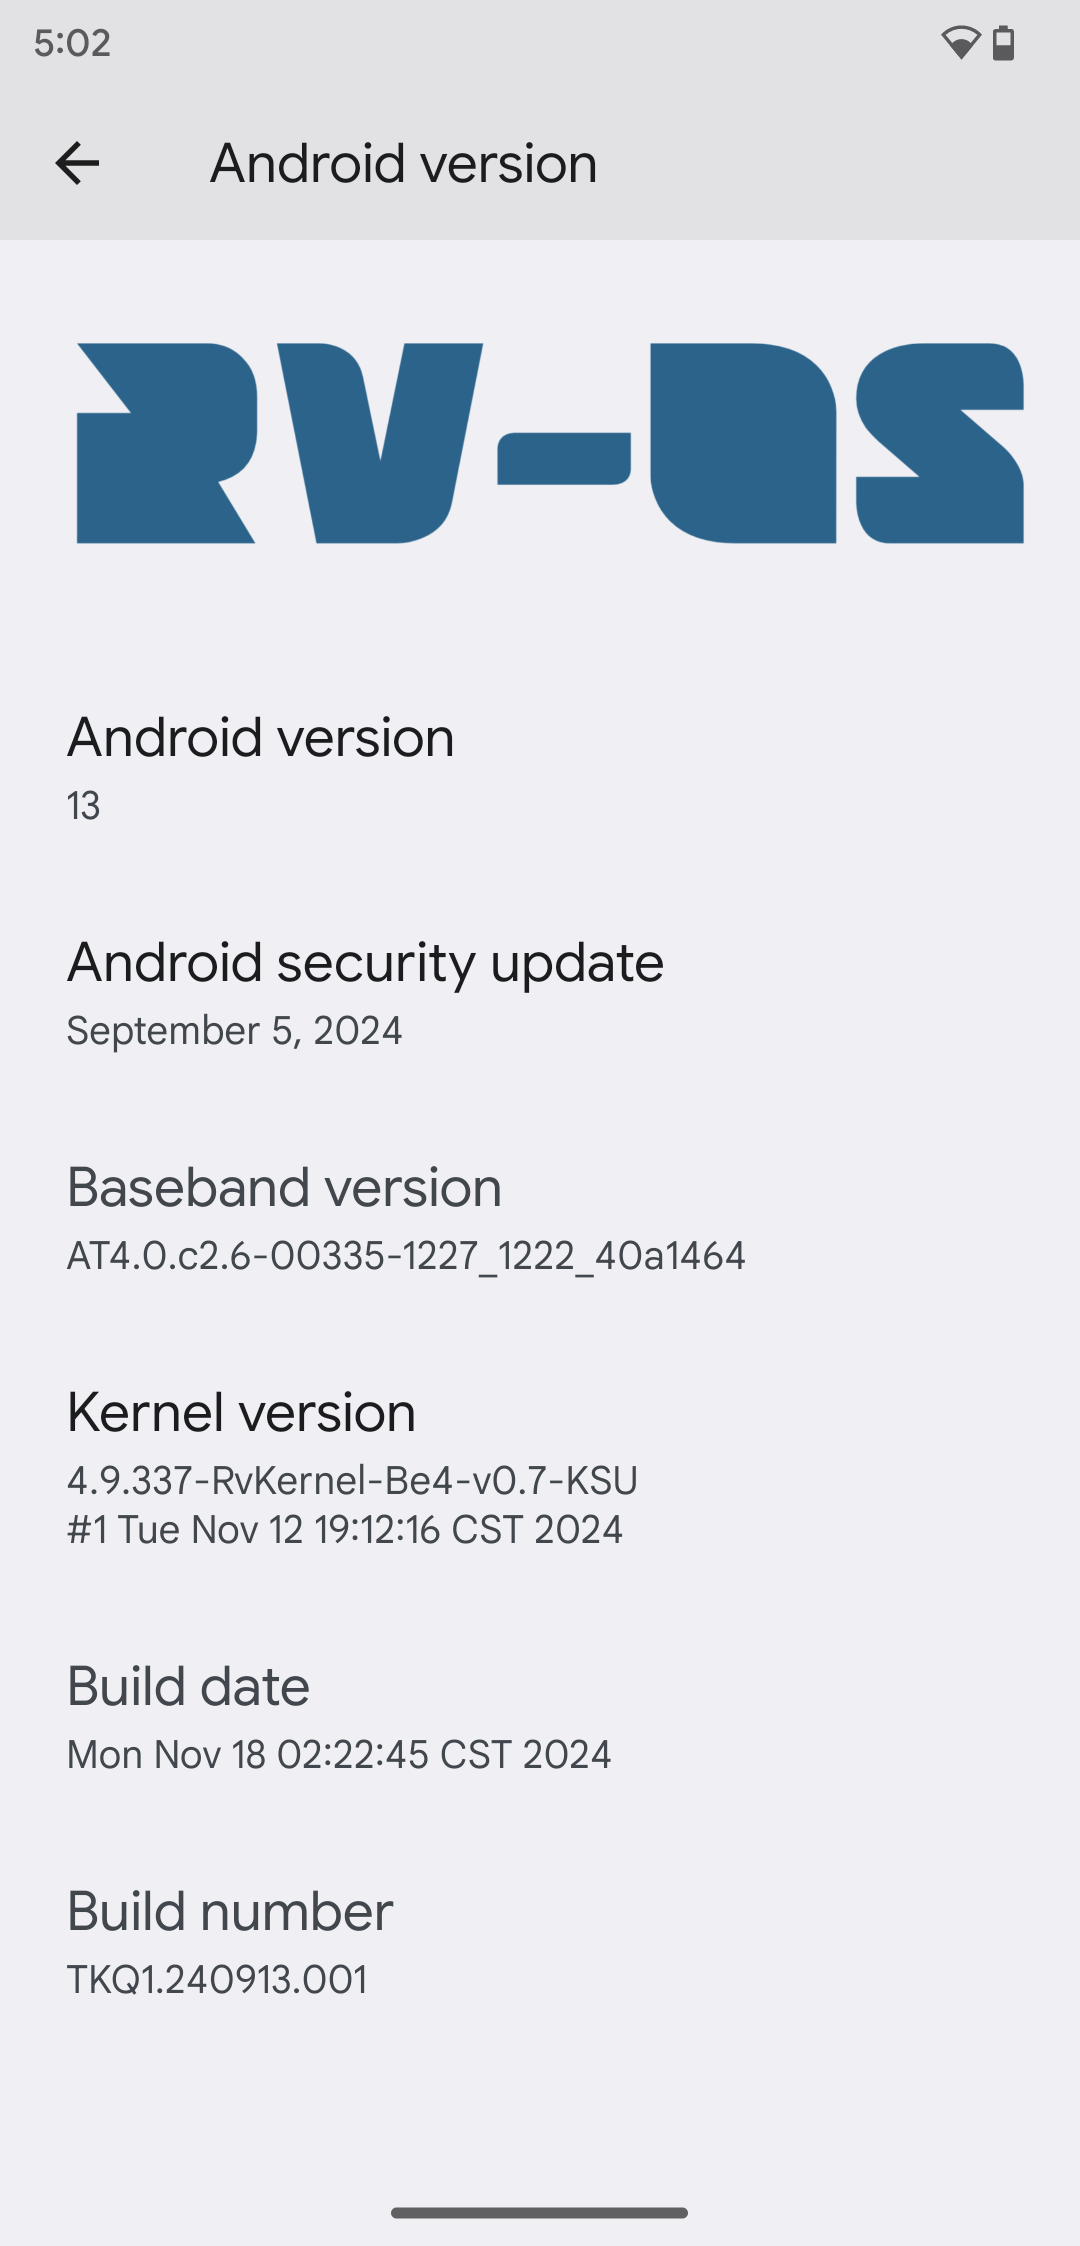 5:02
Android version
RV-OS
Android version
13
Android security update
September 5, 2024
Baseband version
AT4.0.c2.6-00335-1227_1222_40a1464
Kernel version
4.9.337-RvKernel-Be4-v0.7-KSU
#1 Tue Nov 12 19:12:16 CST 2024
Build date
Mon Nov 18 02:22:45 CST 2024
Build number
TKQ1.240913.001